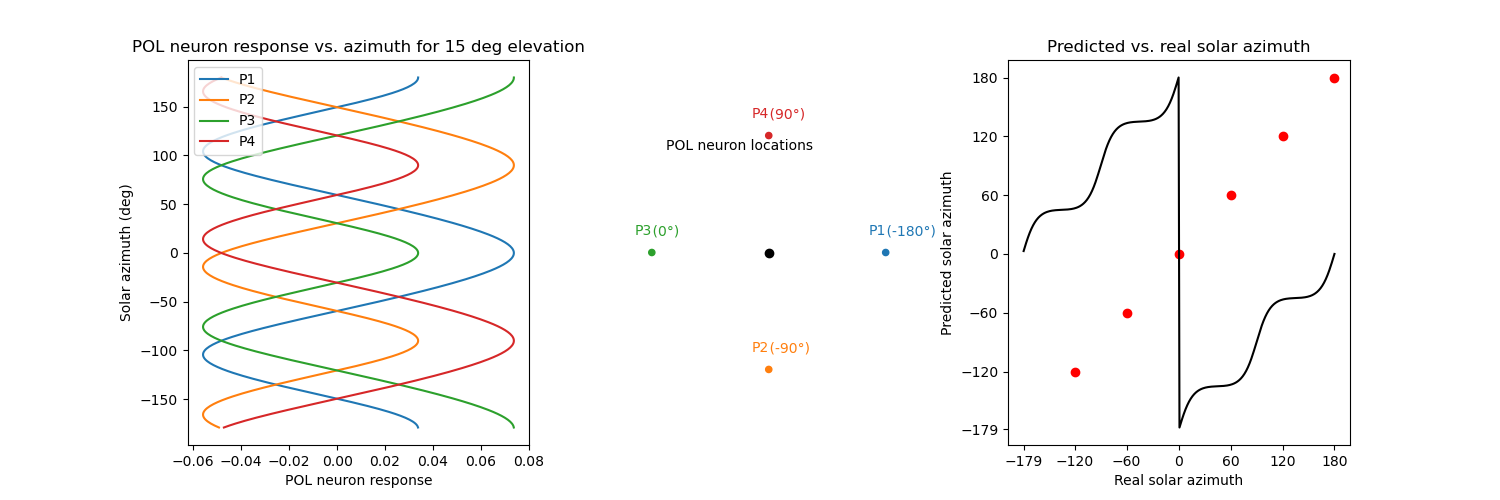 POL neuron response vs. azimuth for 15 deg elevation
P1
P2
P3
P4
150
100
50
0
−50
−100
−150
Solar azimuth (deg)
−0.06 −0.04 −0.02 0.00 0.02 0.04 0.06 0.08
POL neuron response
P4(90°)
POL neuron locations
P3(0°)
P1(-180°)
P2(-90°)
Predicted vs. real solar azimuth
180
120
60
0
−60
−120
−179
Predicted solar azimuth
−179 −120 −60 0 60 120 180
Real solar azimuth